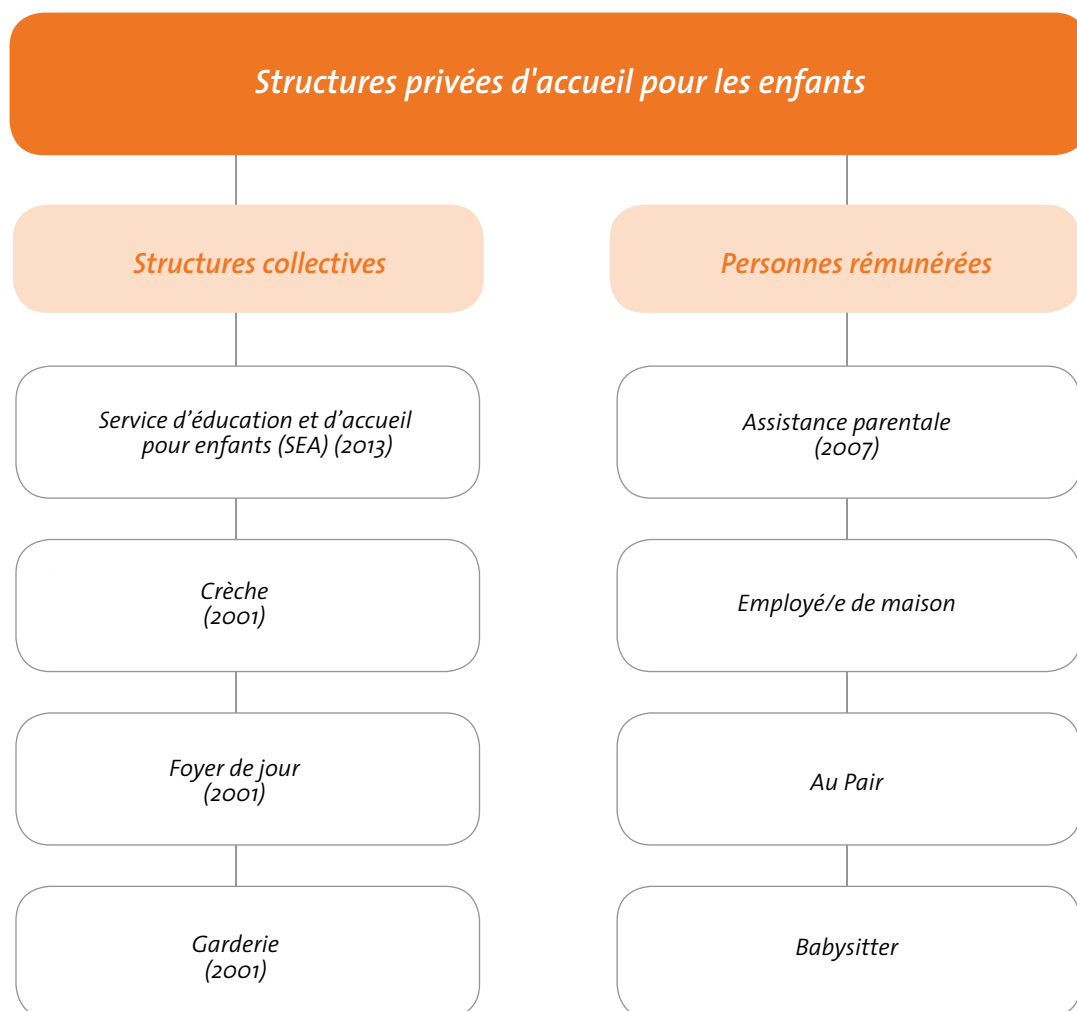 Structures privées d'accueil pour les enfants
Structures collectives
Personnes rémunérées
Service d’éducation et d’accueil
pour enfants (SEA) (2013)
Assistance parentale
(2007)
Crèche
(2001)
Employé/e de maison
Foyer de jour
(2001)
Au Pair
Garderie
(2001)
Babysitter